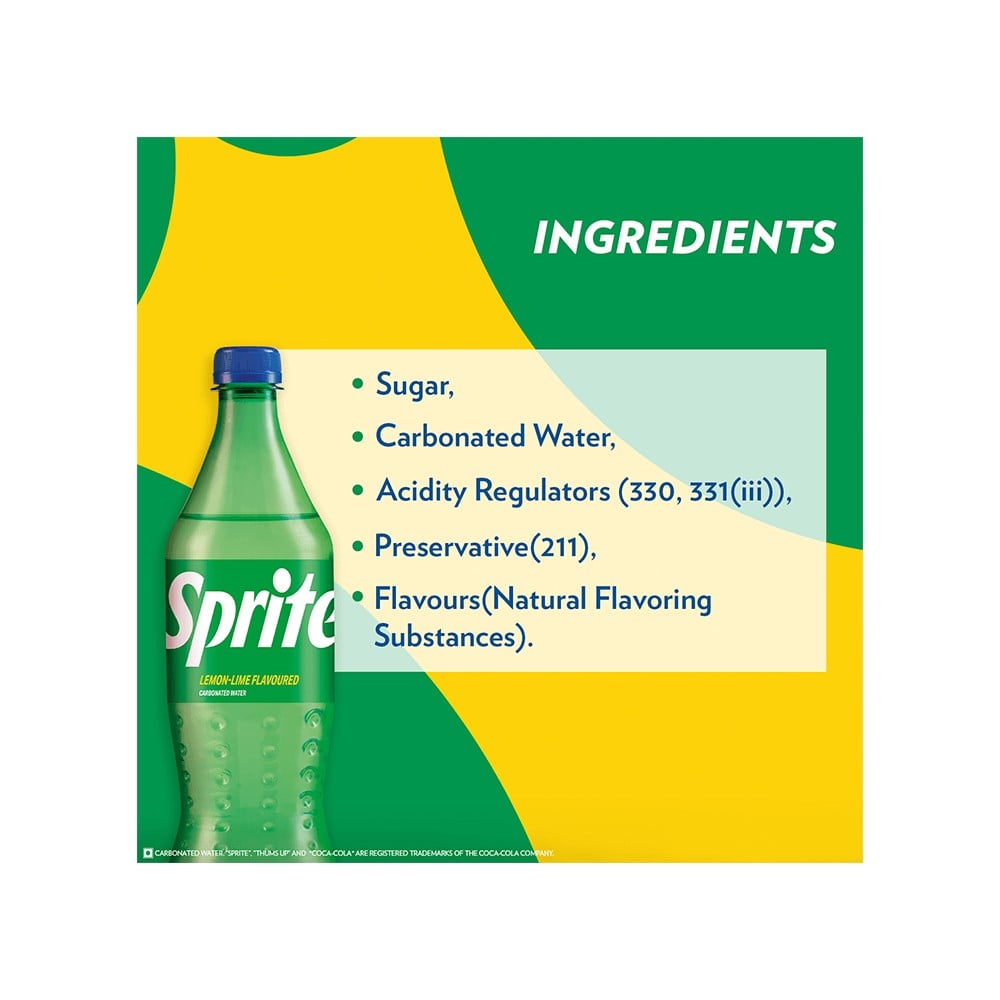 INGREDIENTS
• Sugar,
• Carbonated Water,
• Acidity Regulators (330, 331(iii)),
• Preservative(211),
• Flavours(Natural Flavoring
Substances).
Sprite
LEMON-LIME FLAVOURED
CARBONATED WATER
CARBONATED WATER. "SPRITE", "THUMS UP" AND "COCA-COLA" ARE REGISTERED TRADEMARKS OF THE COCA-COLA COMPANY.